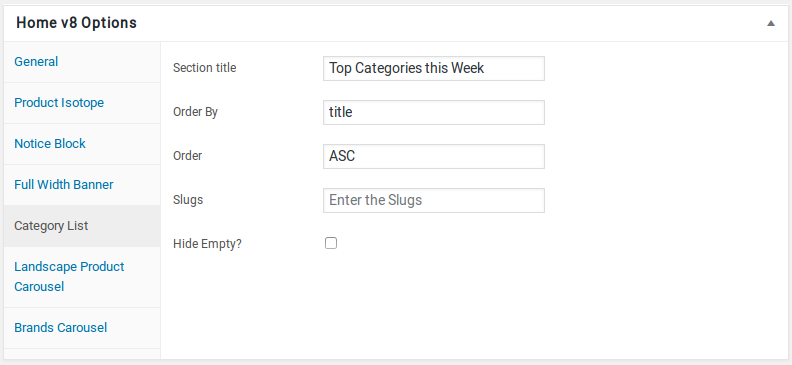 Home v8 Options
General
Product Isotope
Notice Block
Full Width Banner
Category List
Landscape Product
Carousel
Brands Carousel
Section title
Top Categories this Week
Order By
title
Order
ASC
Slugs
Enter the Slugs
Hide Empty?